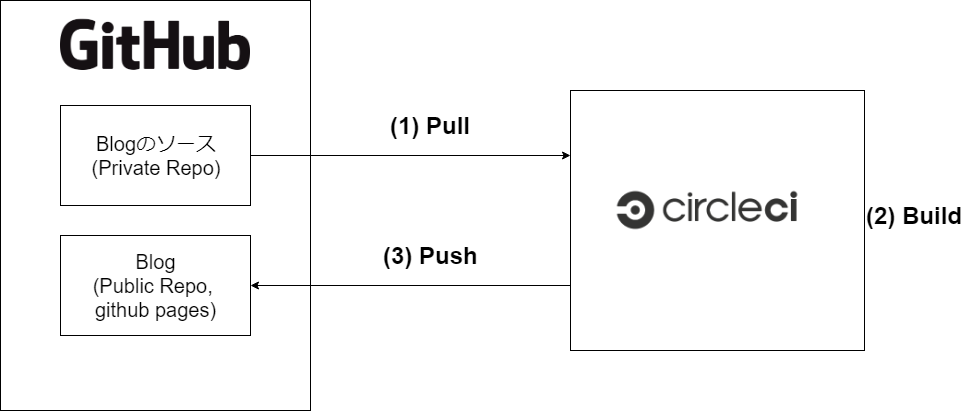 GitHub
Blogのソース
(Private Repo)
(1) Pull
circleci
(2) Build
(3) Push
Blog
(Public Repo,
github pages)